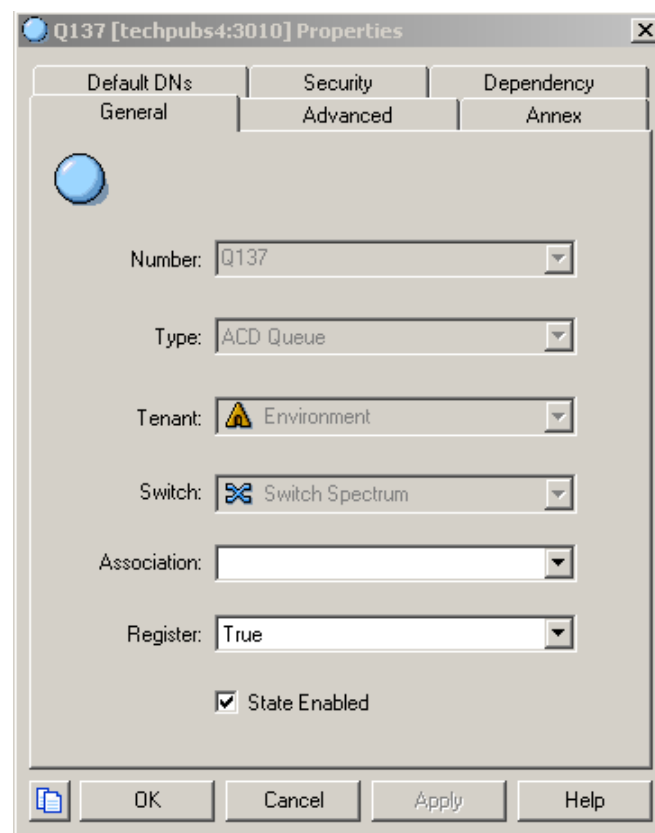 Q137 [techpubs4:3010] Properties
Default DNs Security Dependency
General Advanced Annex
Number: Q137
Type: ACD Queue
Tenant: Environment
Switch: Switch Spectrum
Association:
Register: True
State Enabled
OK Cancel Apply Help